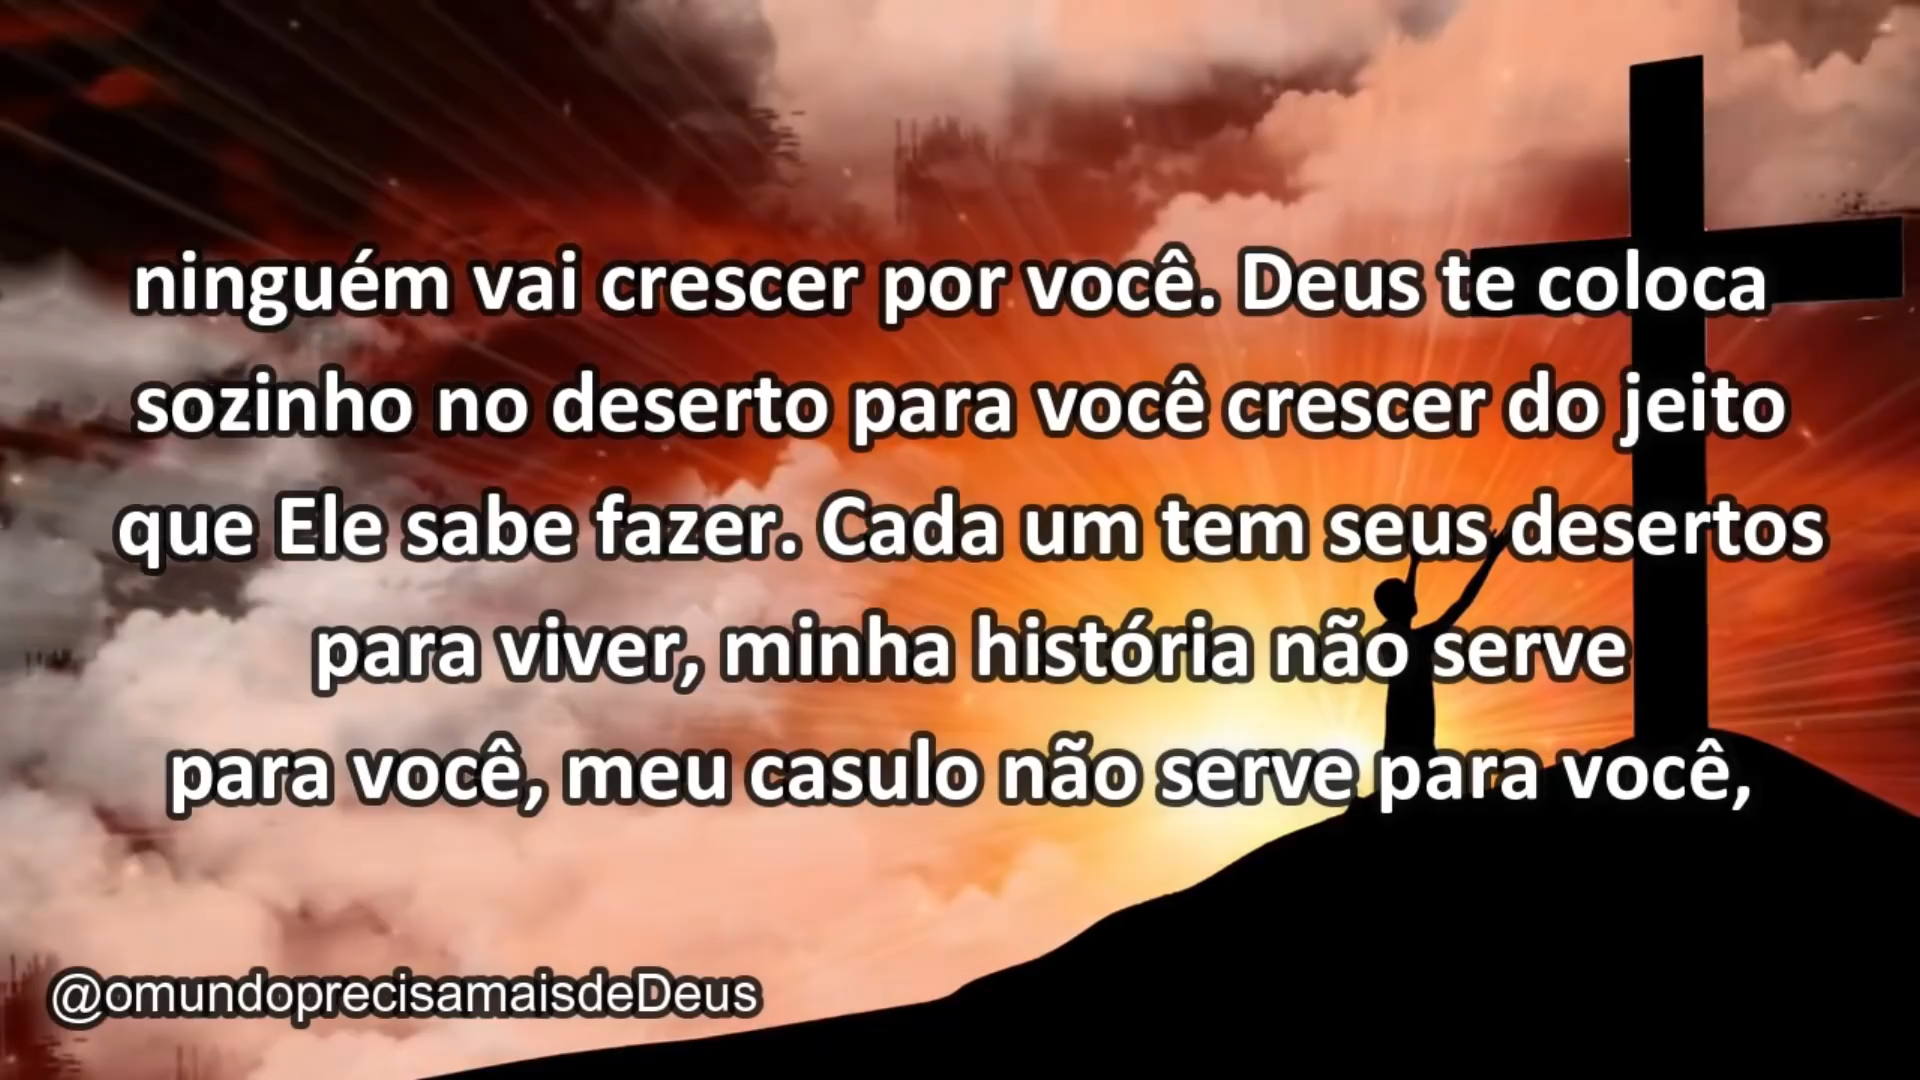 ninguém vai crescer por você. Deus te coloca
sozinho no deserto para você crescer do jeito
que Ele sabe fazer. Cada um tem seus desertos
para viver, minha história não serve
para você, meu casulo não serve para você,
@omundoprecisamaisdeDeus